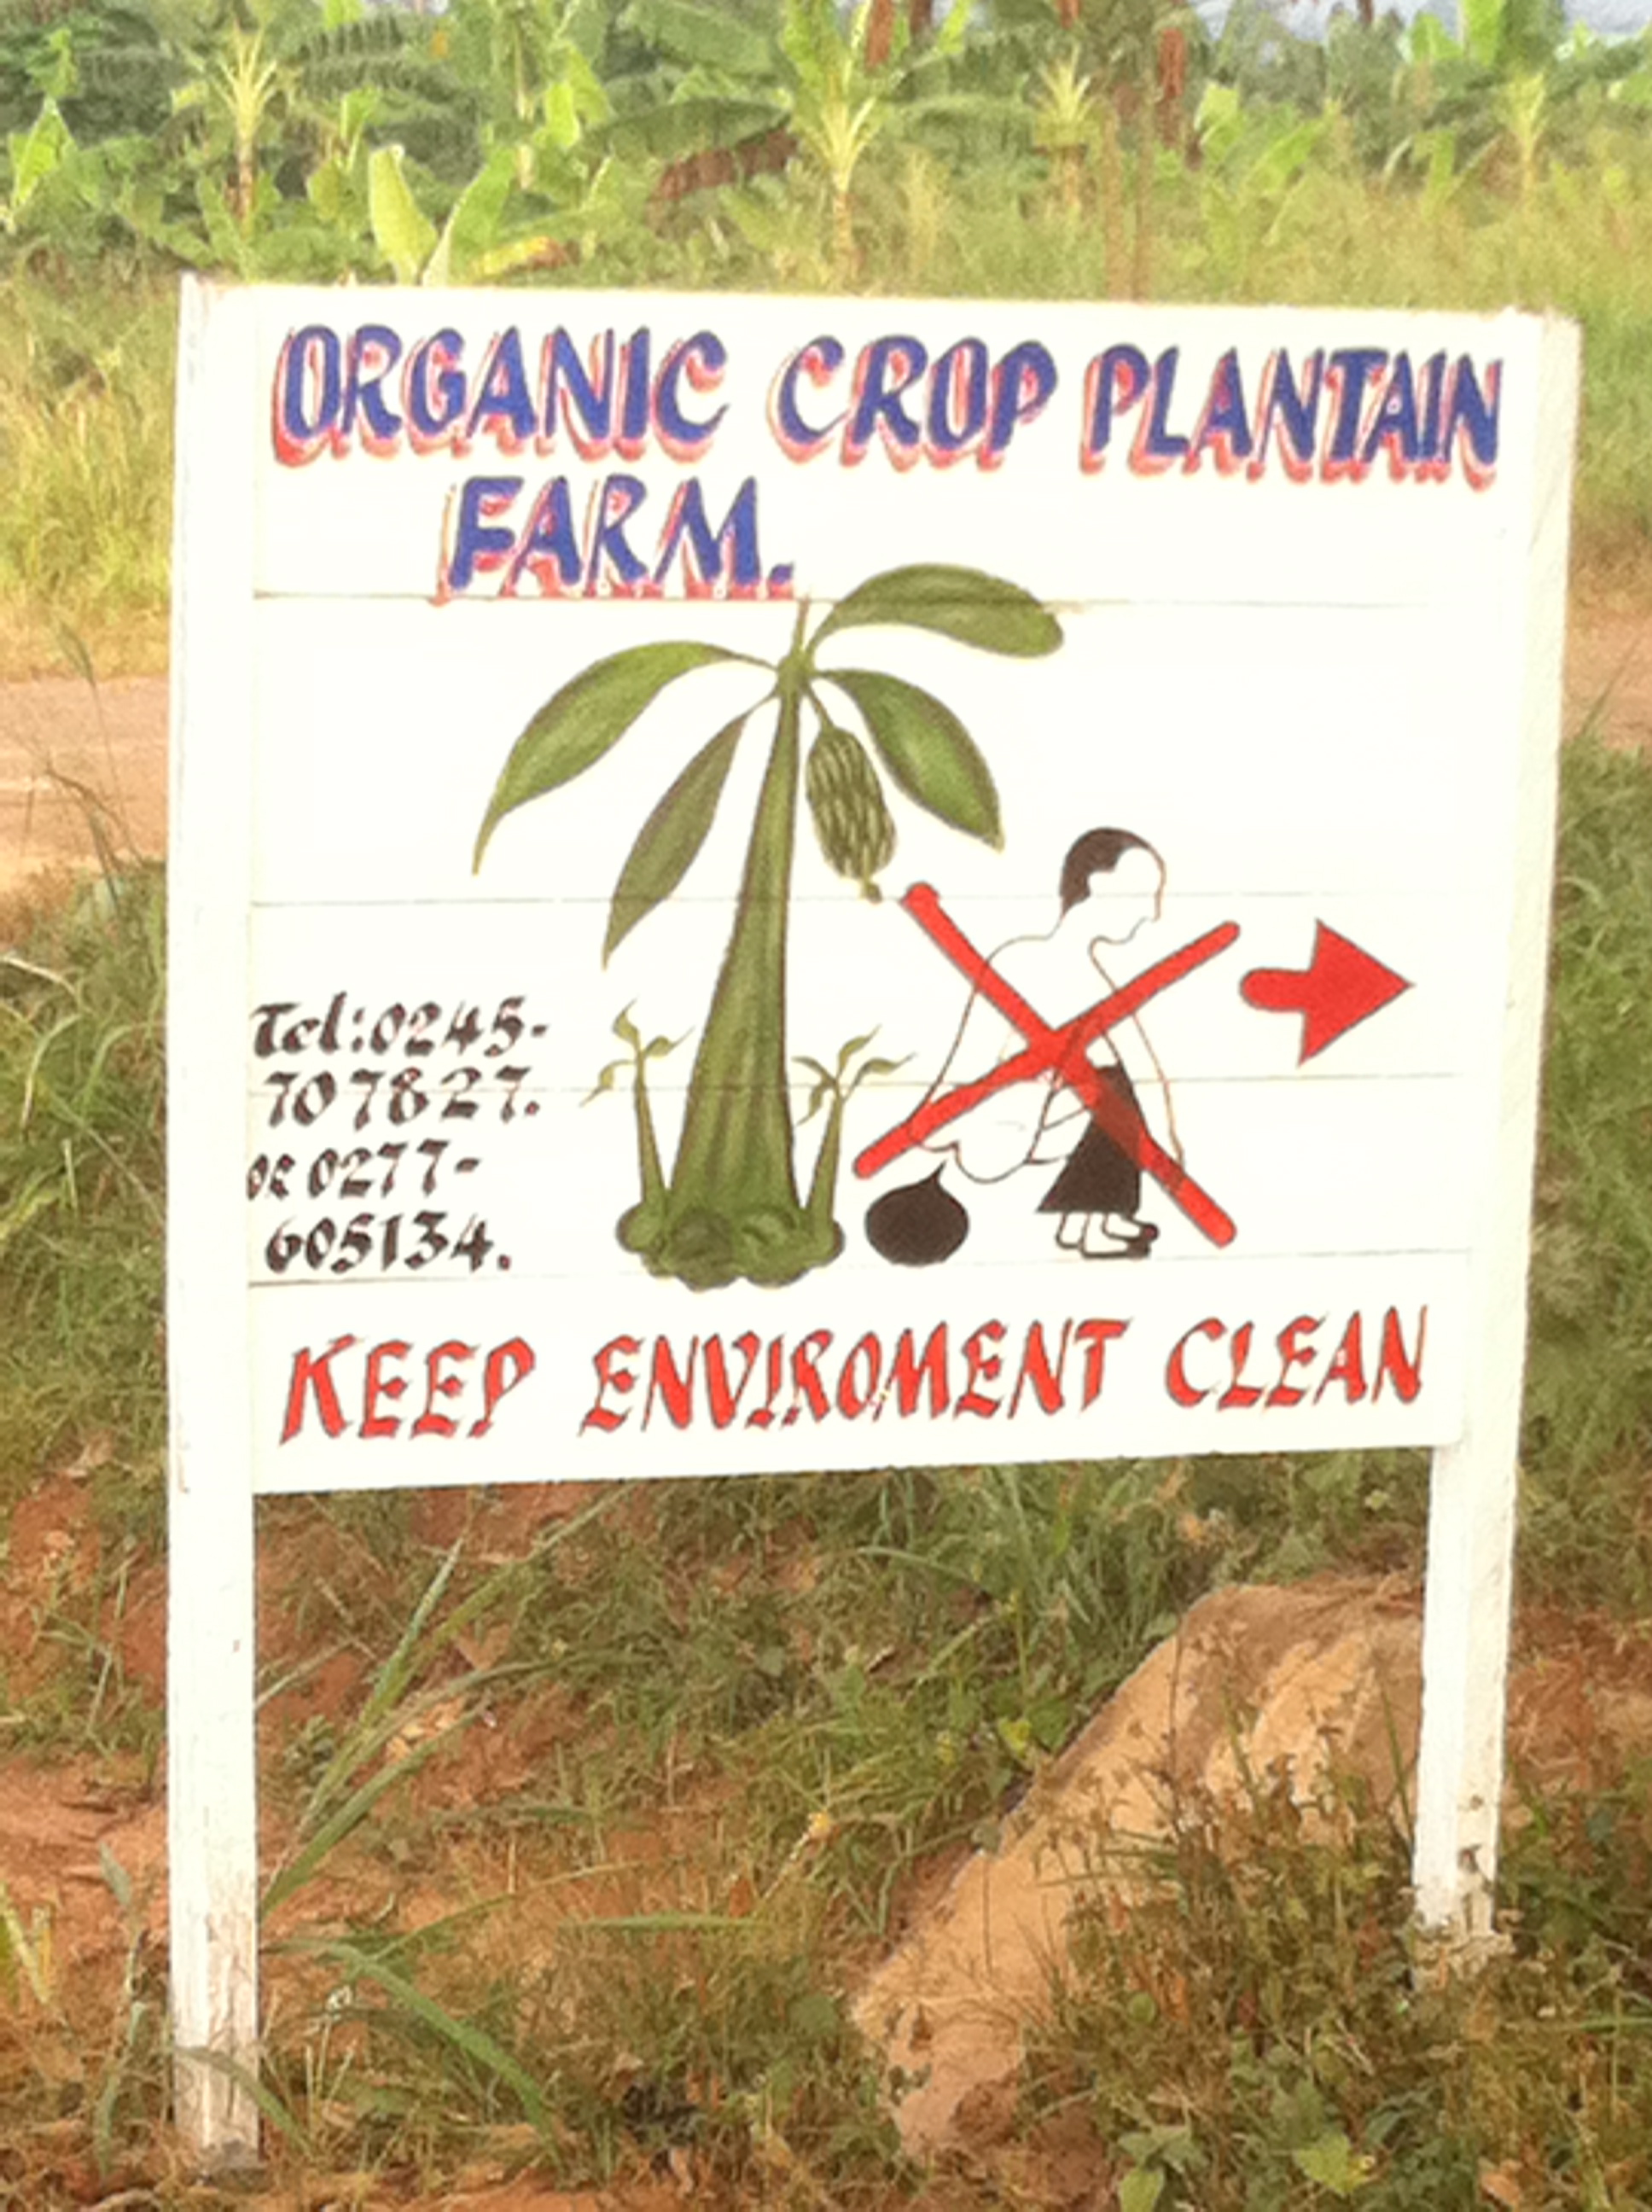 ORGANIC CROP PLANTAIN
FARM.
Tel:0245-
707827.
OR 0277-
605134.
KEEP ENVIROMENT CLEAN